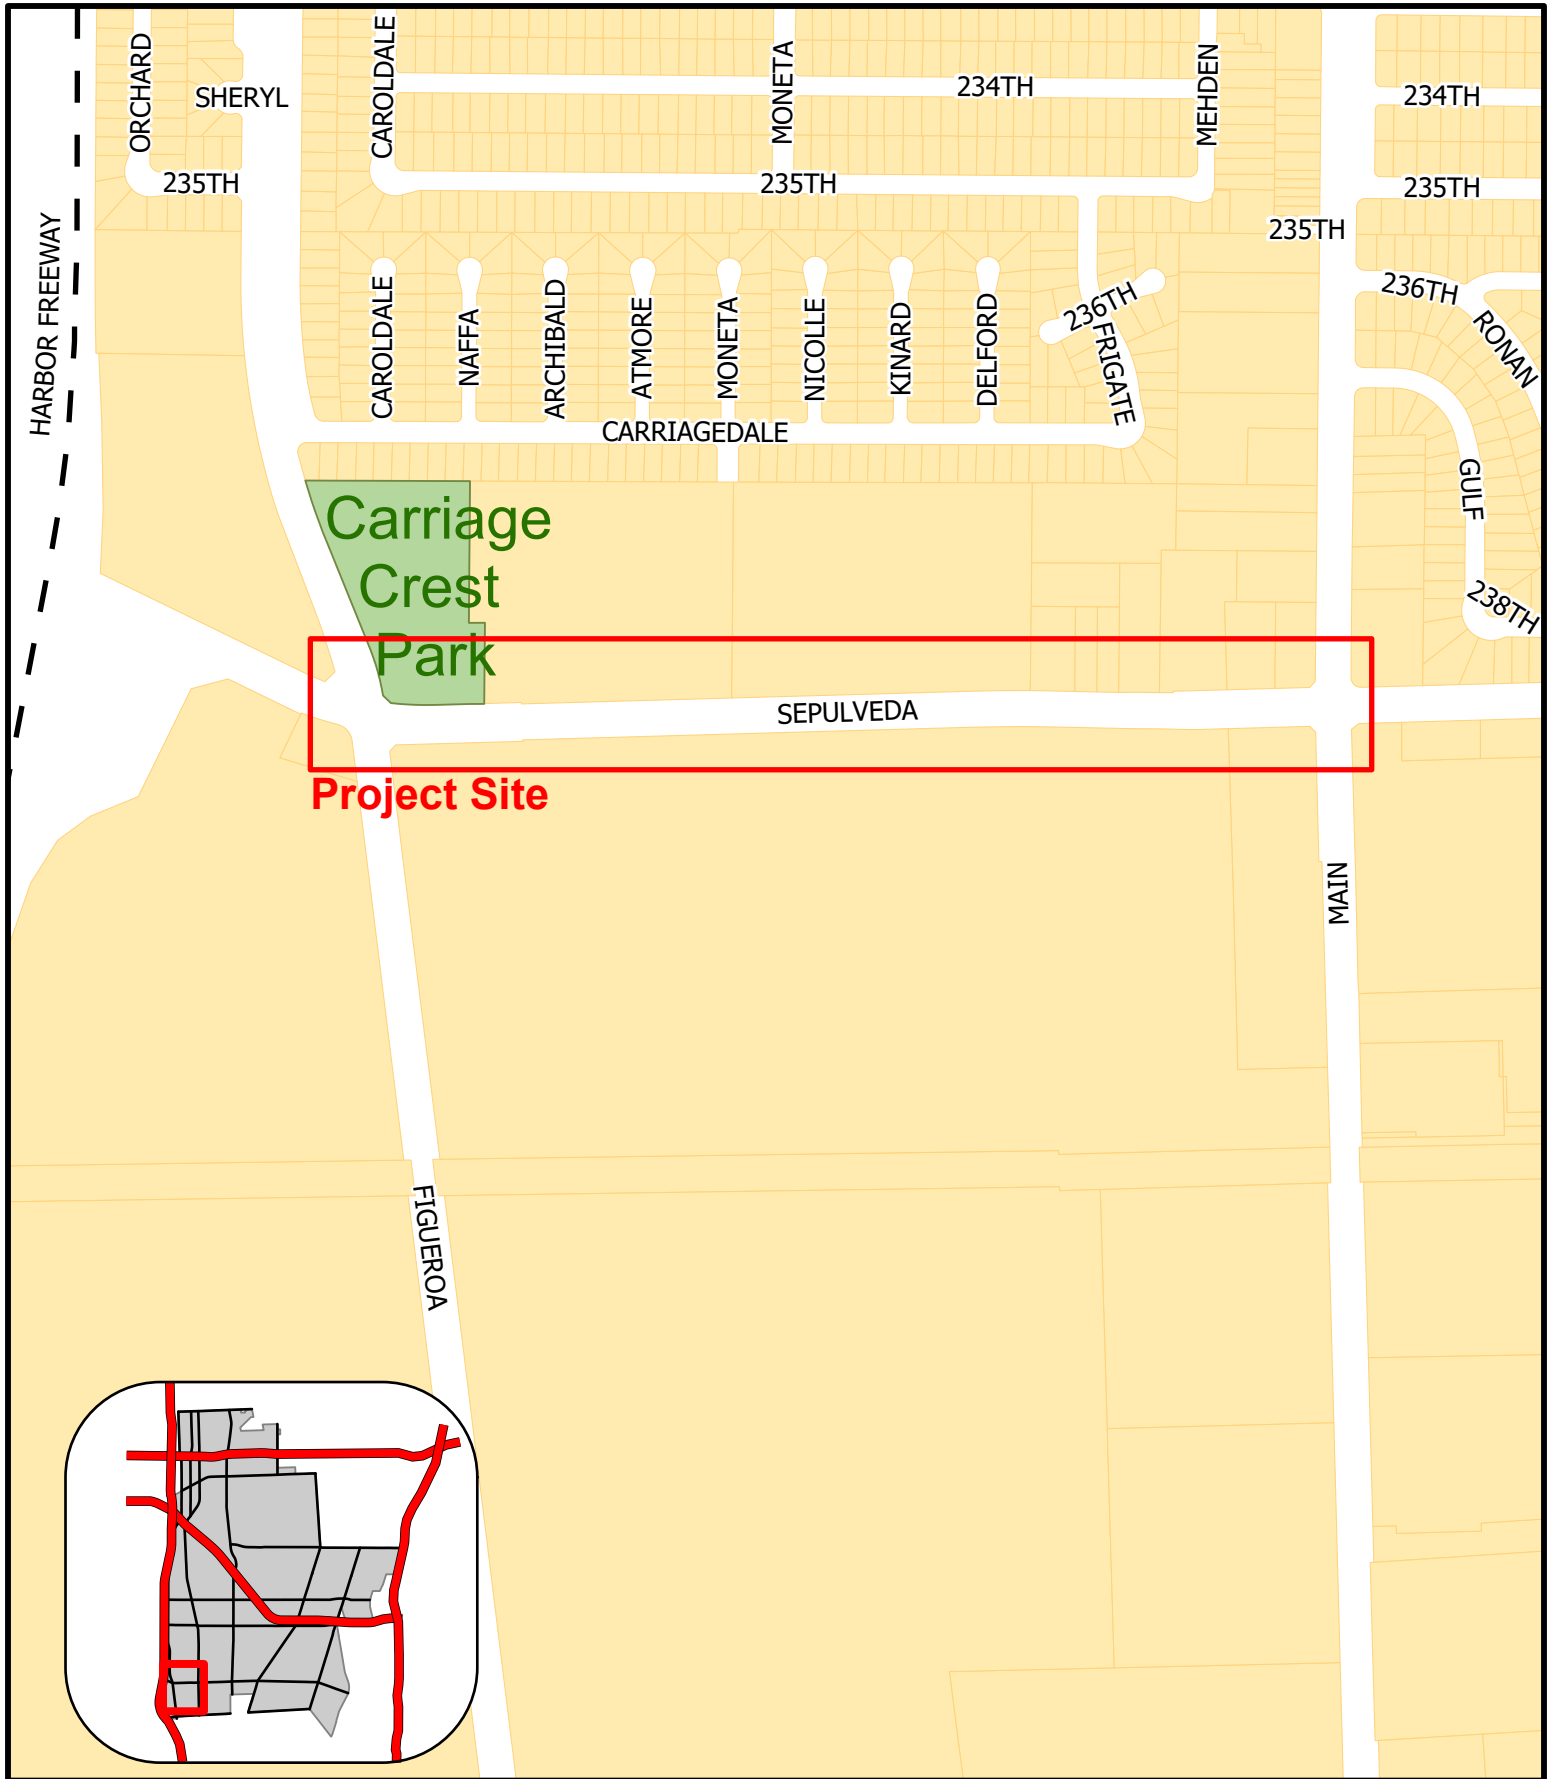 ORCHARD
SHERYL
CAROLDALE
MONETA
234TH
MEHDEN
234TH
235TH
235TH
235TH
235TH
HARBOR FREEWAY
CAROLDALE
NAFFA
ARCHIBALD
ATMORE
MONETA
NICOLLE
KINARD
DELFORD
236TH
FRIGATE
236TH
RONAN
CARRIAGEDALE
GULF
238TH
Carriage
Crest
Park
SEPULVEDA
Project Site
MAIN
FIGUEROA